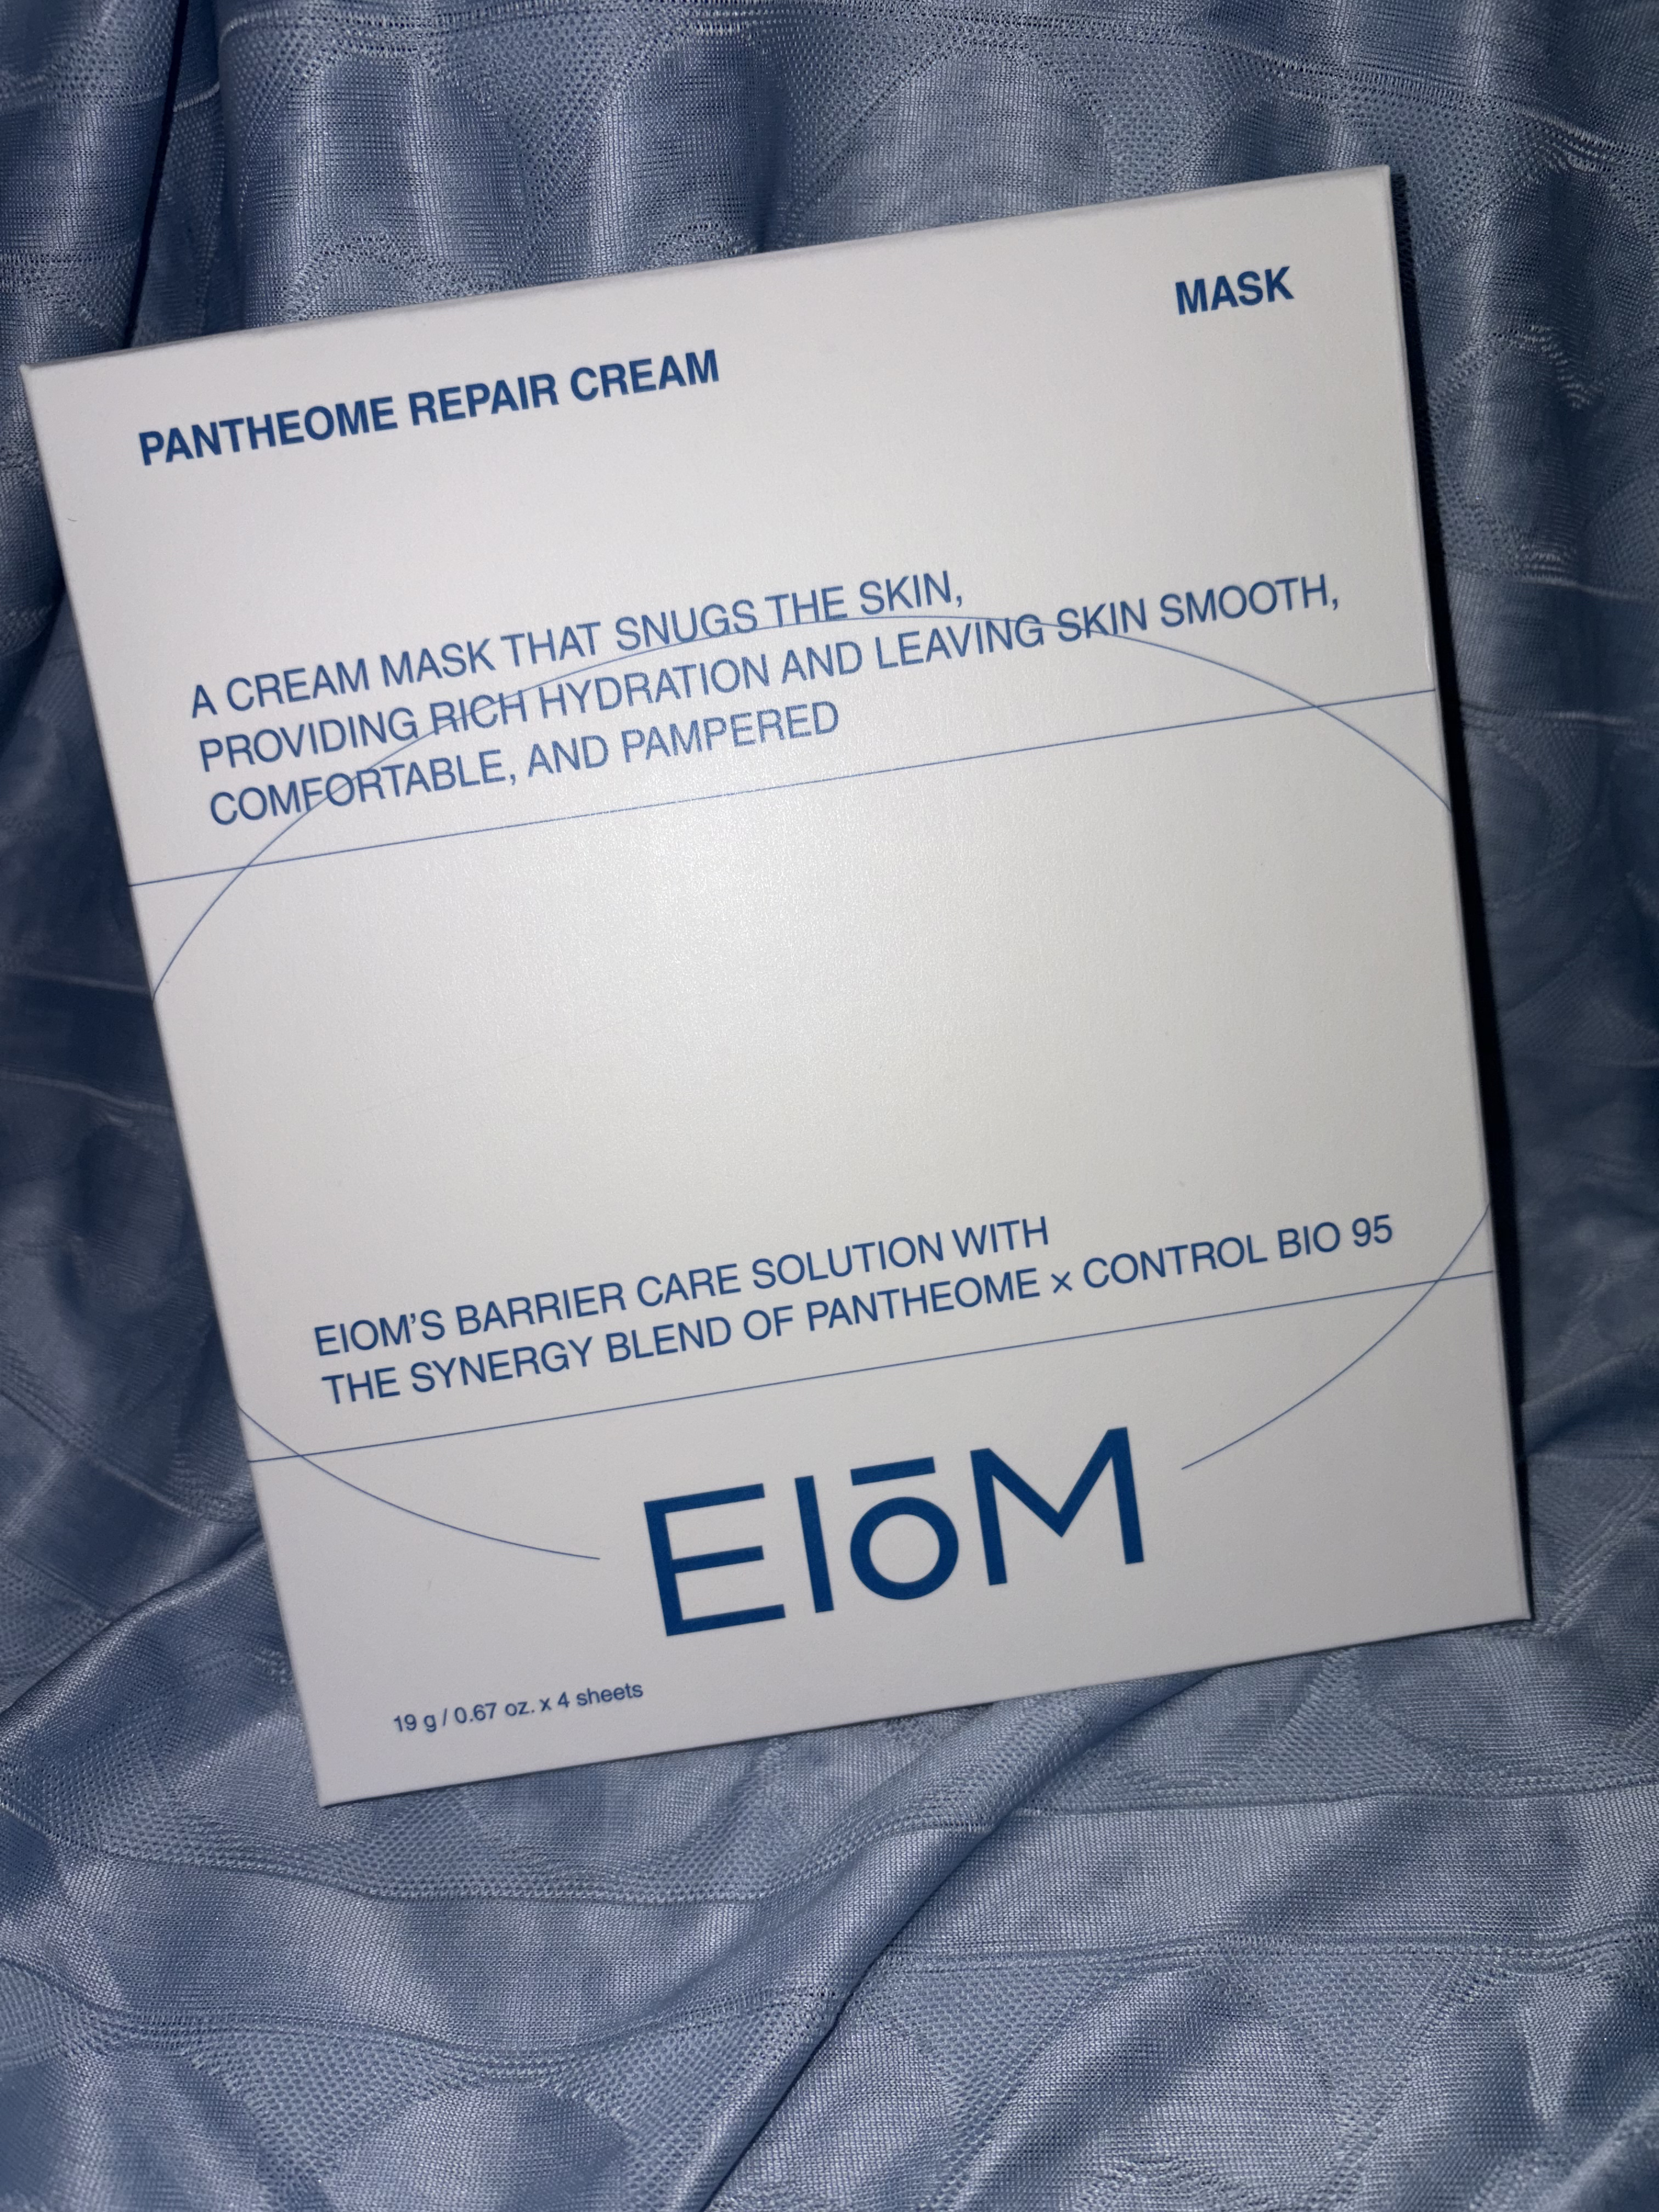 PANTHEOME REPAIR CREAM
MASK
A CREAM MASK THAT SNUGS THE SKIN,
PROVIDING RICH HYDRATION AND LEAVING SKIN SMOOTH,
COMFORTABLE, AND PAMPERED
EIOM'S BARRIER CARE SOLUTION WITH
THE SYNERGY BLEND OF PANTHEOME × CONTROL BIO 95
EIōM
19 g / 0.67 oz. x 4 sheets